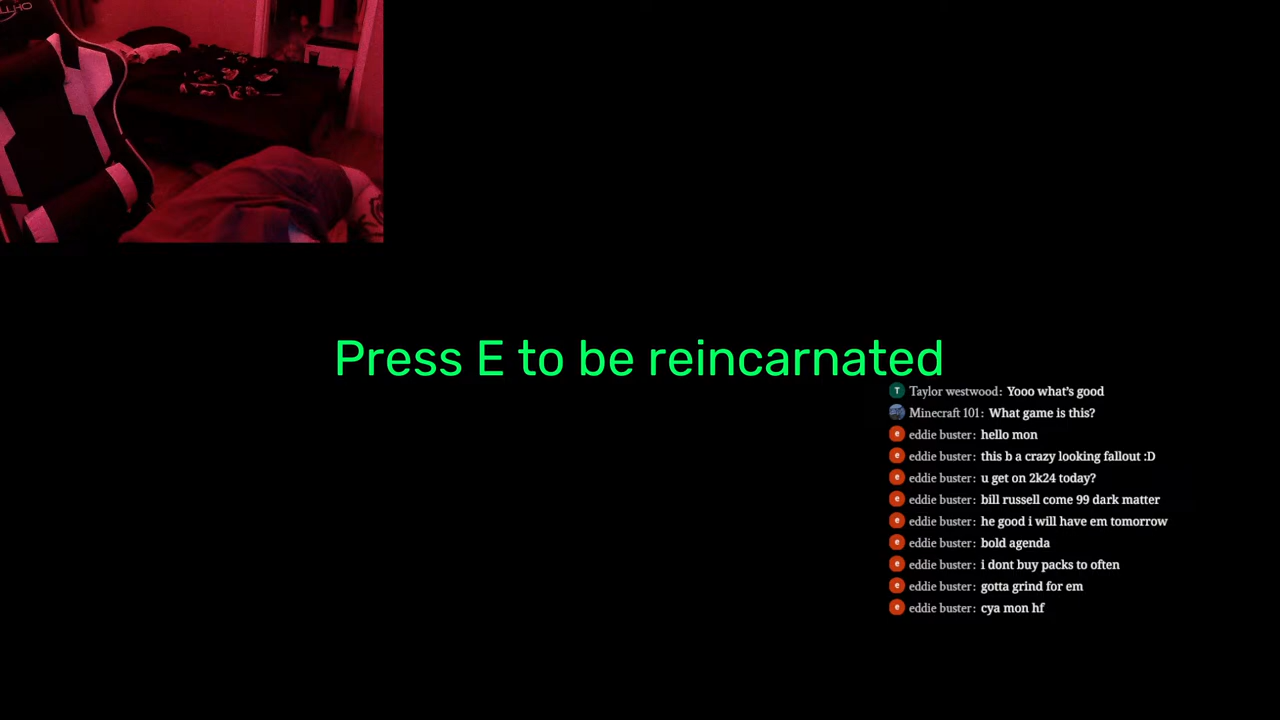 Press E to be reincarnated
T Taylor westwood: Yooo what's good
Minecraft 101: What game is this?
e eddie buster: hello mon
e eddie buster: this b a crazy looking fallout :D
e eddie buster: u get on 2k24 today?
e eddie buster: bill russell come 99 dark matter
e eddie buster: he good i will have em tomorrow
e eddie buster: bold agenda
e eddie buster: i dont buy packs to often
e eddie buster: gotta grind for em
e eddie buster: cya mon hf